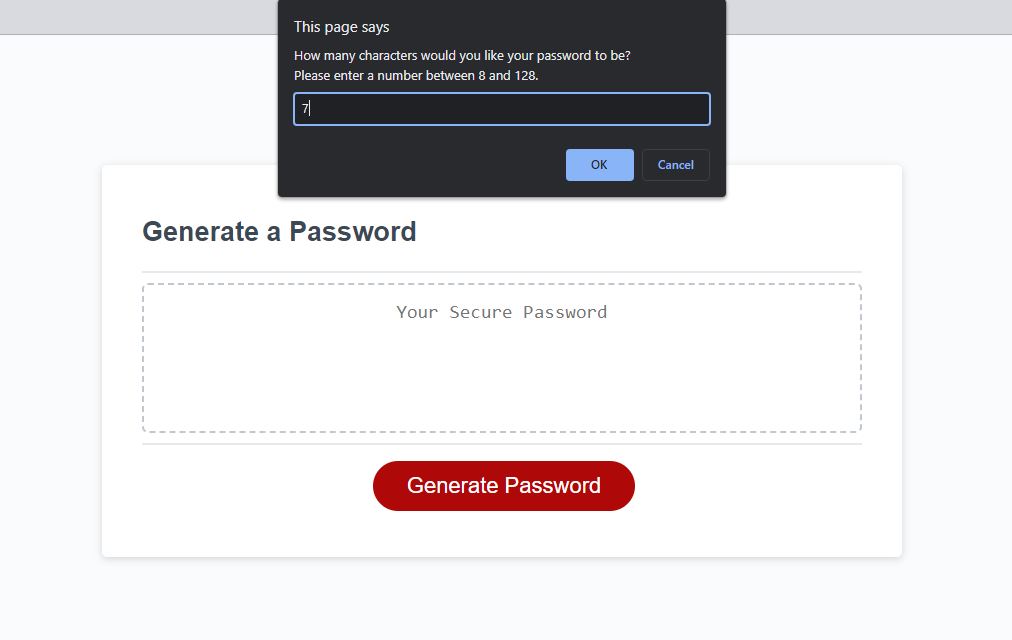 This page says
How many characters would you like your password to be?
Please enter a number between 8 and 128.
7
OK
Cancel
Generate a Password
Your Secure Password
Generate Password